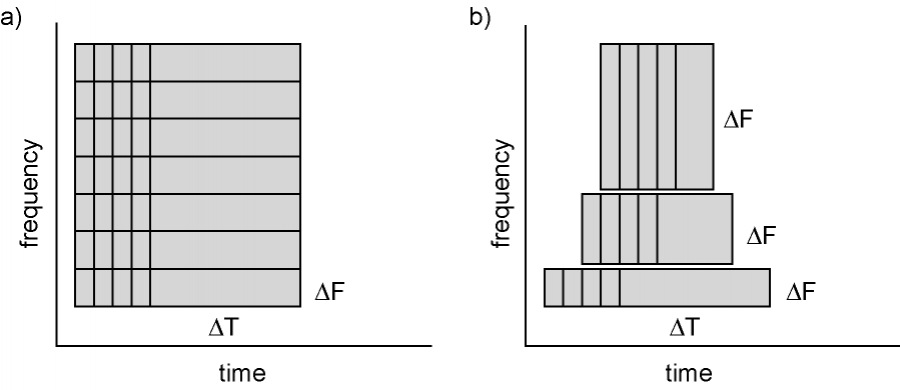 a)
frequency
ΔF
ΔT
time
b)
frequency
ΔF
ΔF
ΔF
ΔT
time